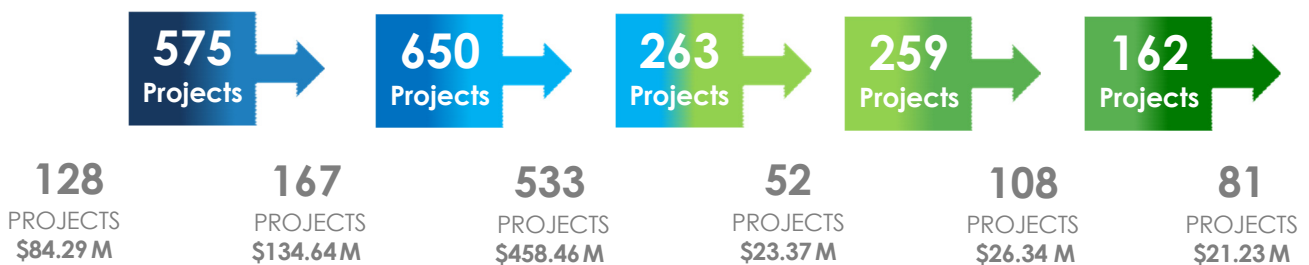 575
Projects
650
Projects
263
Projects
259
Projects
162
Projects
128
PROJECTS
$84.29 M
167
PROJECTS
$134.64 M
533
PROJECTS
$458.46 M
52
PROJECTS
$23.37 M
108
PROJECTS
$26.34 M
81
PROJECTS
$21.23 M